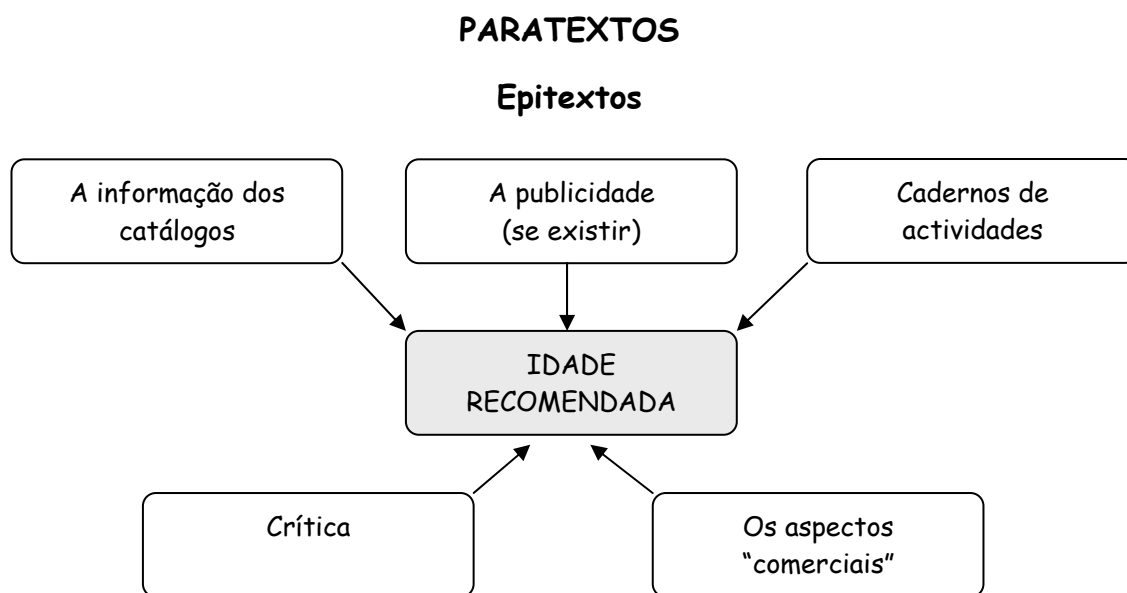 PARATEXTOS
Epitextos
A informação dos
catálogos
A publicidade
(se existir)
Cadernos de
actividades
IDADE
RECOMENDADA
Crítica
Os aspectos
“comerciais”